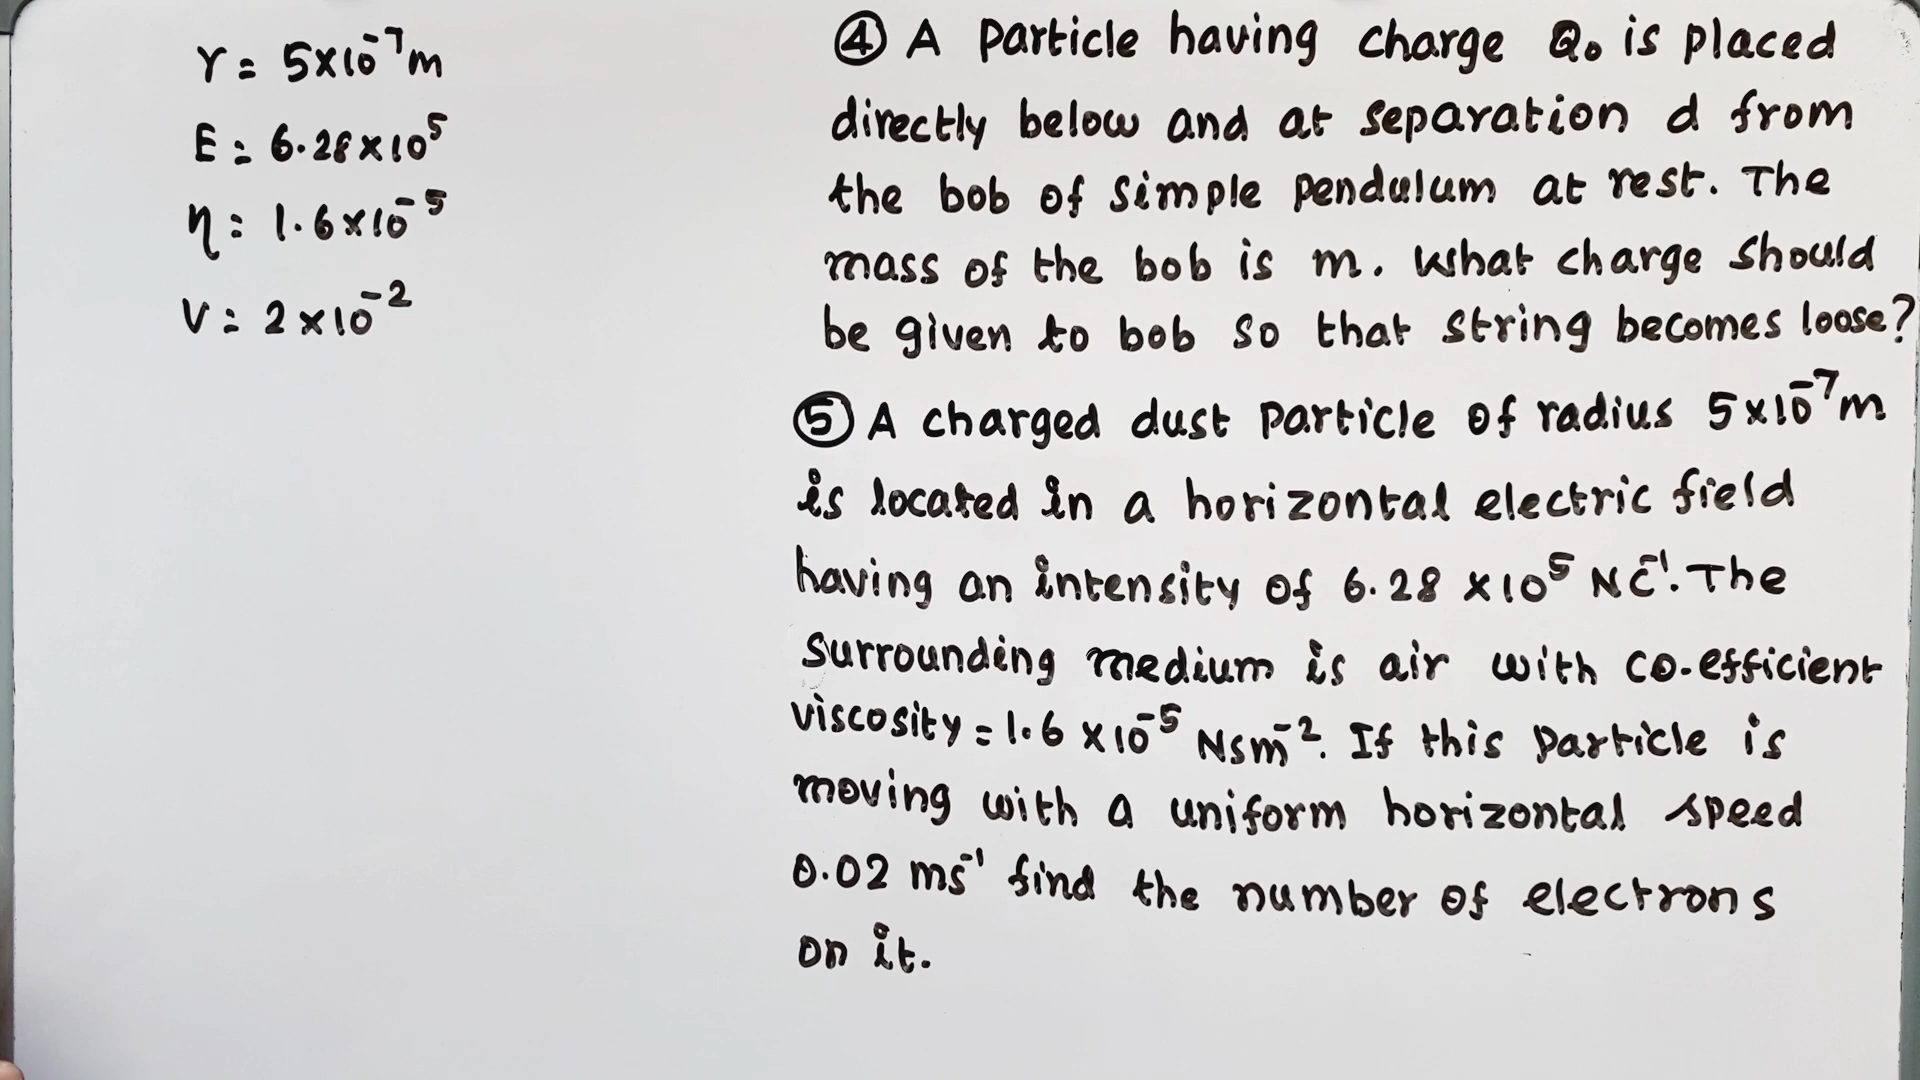 r = 5×10⁻⁷m
E = 6.28×10⁵
η = 1.6×10⁻⁵
V = 2×10⁻²
④ A particle having charge Q₀ is placed
directly below and at separation d from
the bob of simple pendulum at rest. The
mass of the bob is m. What charge should
be given to bob so that string becomes loose?
⑤ A charged dust particle of radius 5×10⁻⁷m
is located in a horizontal electric field
having an intensity of 6.28 ×10⁵ NC⁻¹. The
surrounding medium is air with co-efficient
viscosity = 1.6 ×10⁻⁵ Nsm⁻². If this particle is
moving with a uniform horizontal speed
0.02 ms⁻¹ find the number of electrons
on it.